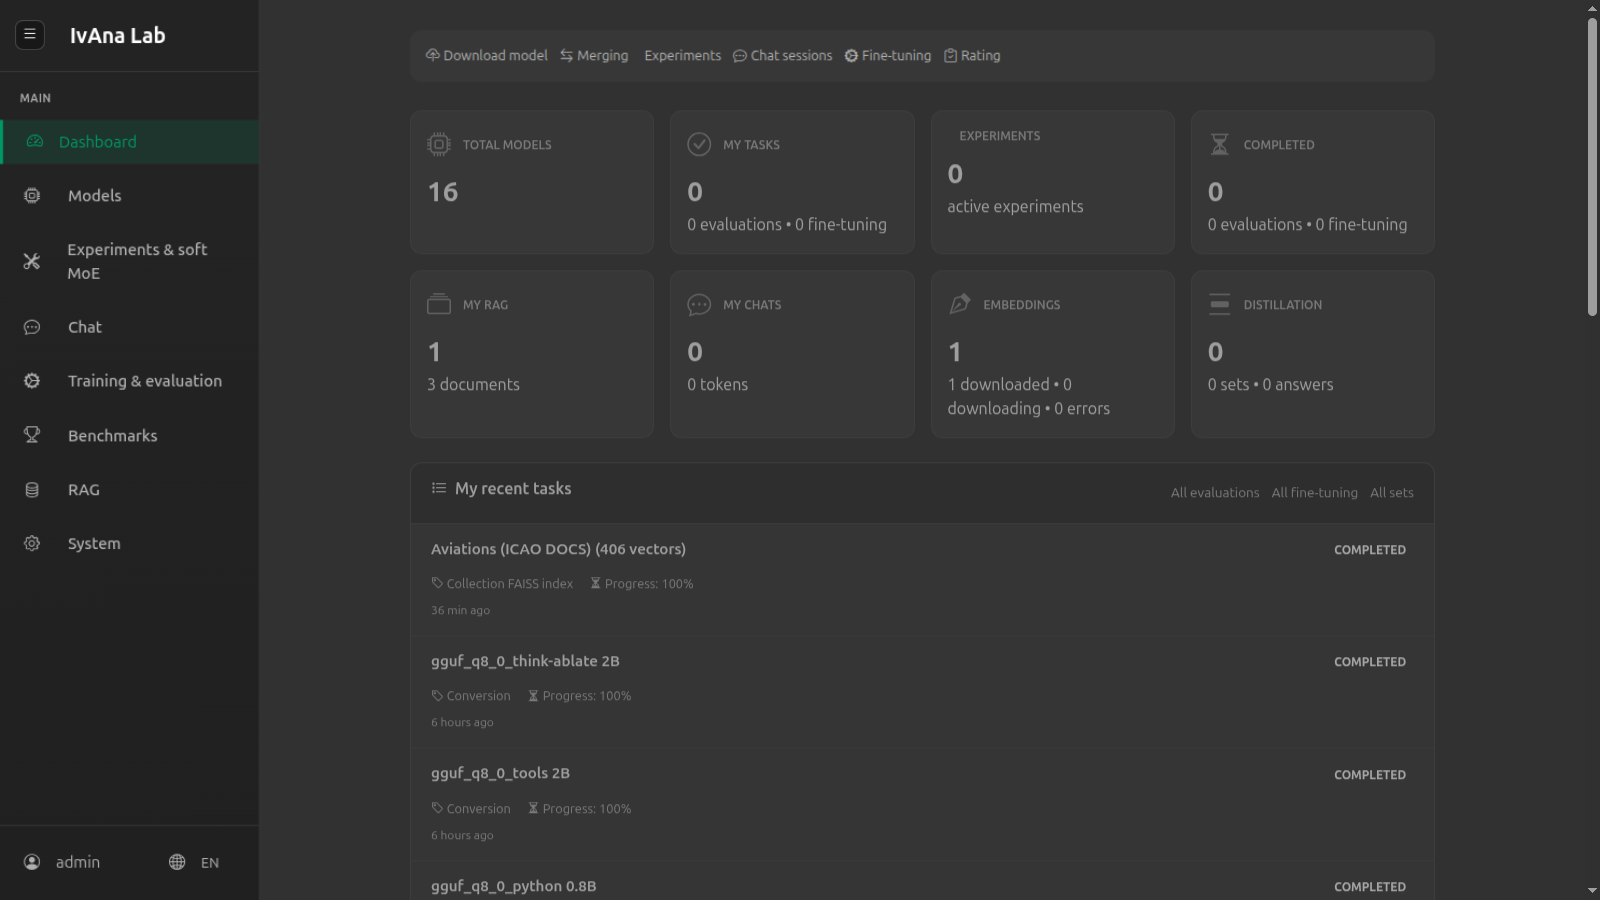 IvAna Lab
MAIN
Dashboard
Models
Experiments & soft
MoE
Chat
Training & evaluation
Benchmarks
RAG
System
admin
EN
Download model Merging Experiments Chat sessions Fine-tuning Rating
TOTAL MODELS
16
MY TASKS
0
0 evaluations • 0 fine-tuning
EXPERIMENTS
0
active experiments
COMPLETED
0
0 evaluations • 0 fine-tuning
MY RAG
1
3 documents
MY CHATS
0
0 tokens
EMBEDDINGS
1
1 downloaded • 0
downloading • 0 errors
DISTILLATION
0
0 sets • 0 answers
My recent tasks
All evaluations All fine-tuning All sets
Aviations (ICAO DOCS) (406 vectors)
COMPLETED
Collection FAISS index Progress: 100%
36 min ago
gguf_q8_0_think-ablate 2B
COMPLETED
Conversion Progress: 100%
6 hours ago
gguf_q8_0_tools 2B
COMPLETED
Conversion Progress: 100%
6 hours ago
gguf_q8_0_python 0.8B
COMPLETED